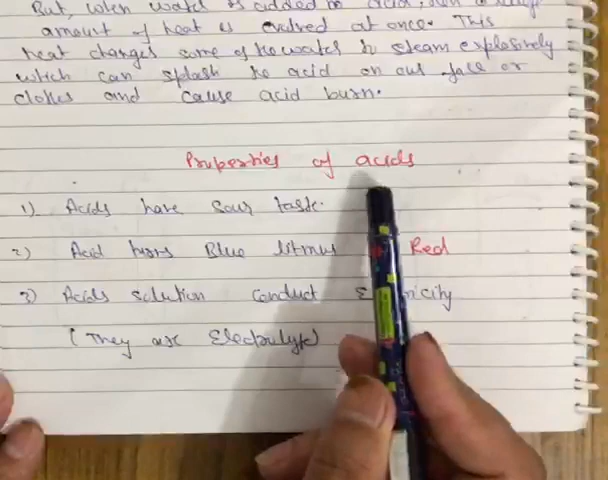 But, when water is added to acid, then a large
amount of heat is evolved at once. This
heat changes some of the water to steam explosively
which can splash the acid on our face or
clothes and cause acid burn.
Properties of acids
1) Acids have sour taste.
2) Acid turns Blue litmus Red
3) Acids solution conduct
(They are Electrolyte)